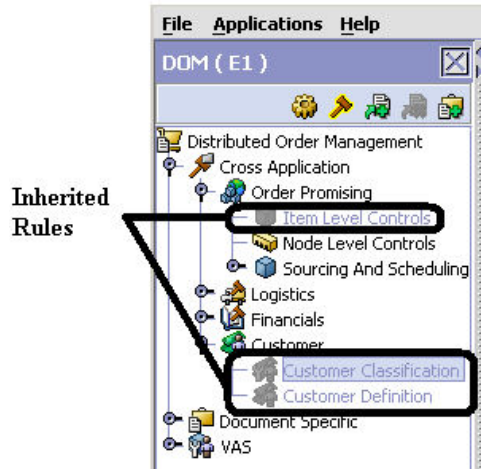 File Applications Help
DOM ( E1 )
Distributed Order Management
Cross Application
Order Promising
Inherited
Rules
Item Level Controls
Node Level Controls
Sourcing And Scheduling
Logistics
Financials
Customer
Customer Classification
Customer Definition
Document Specific
VAS